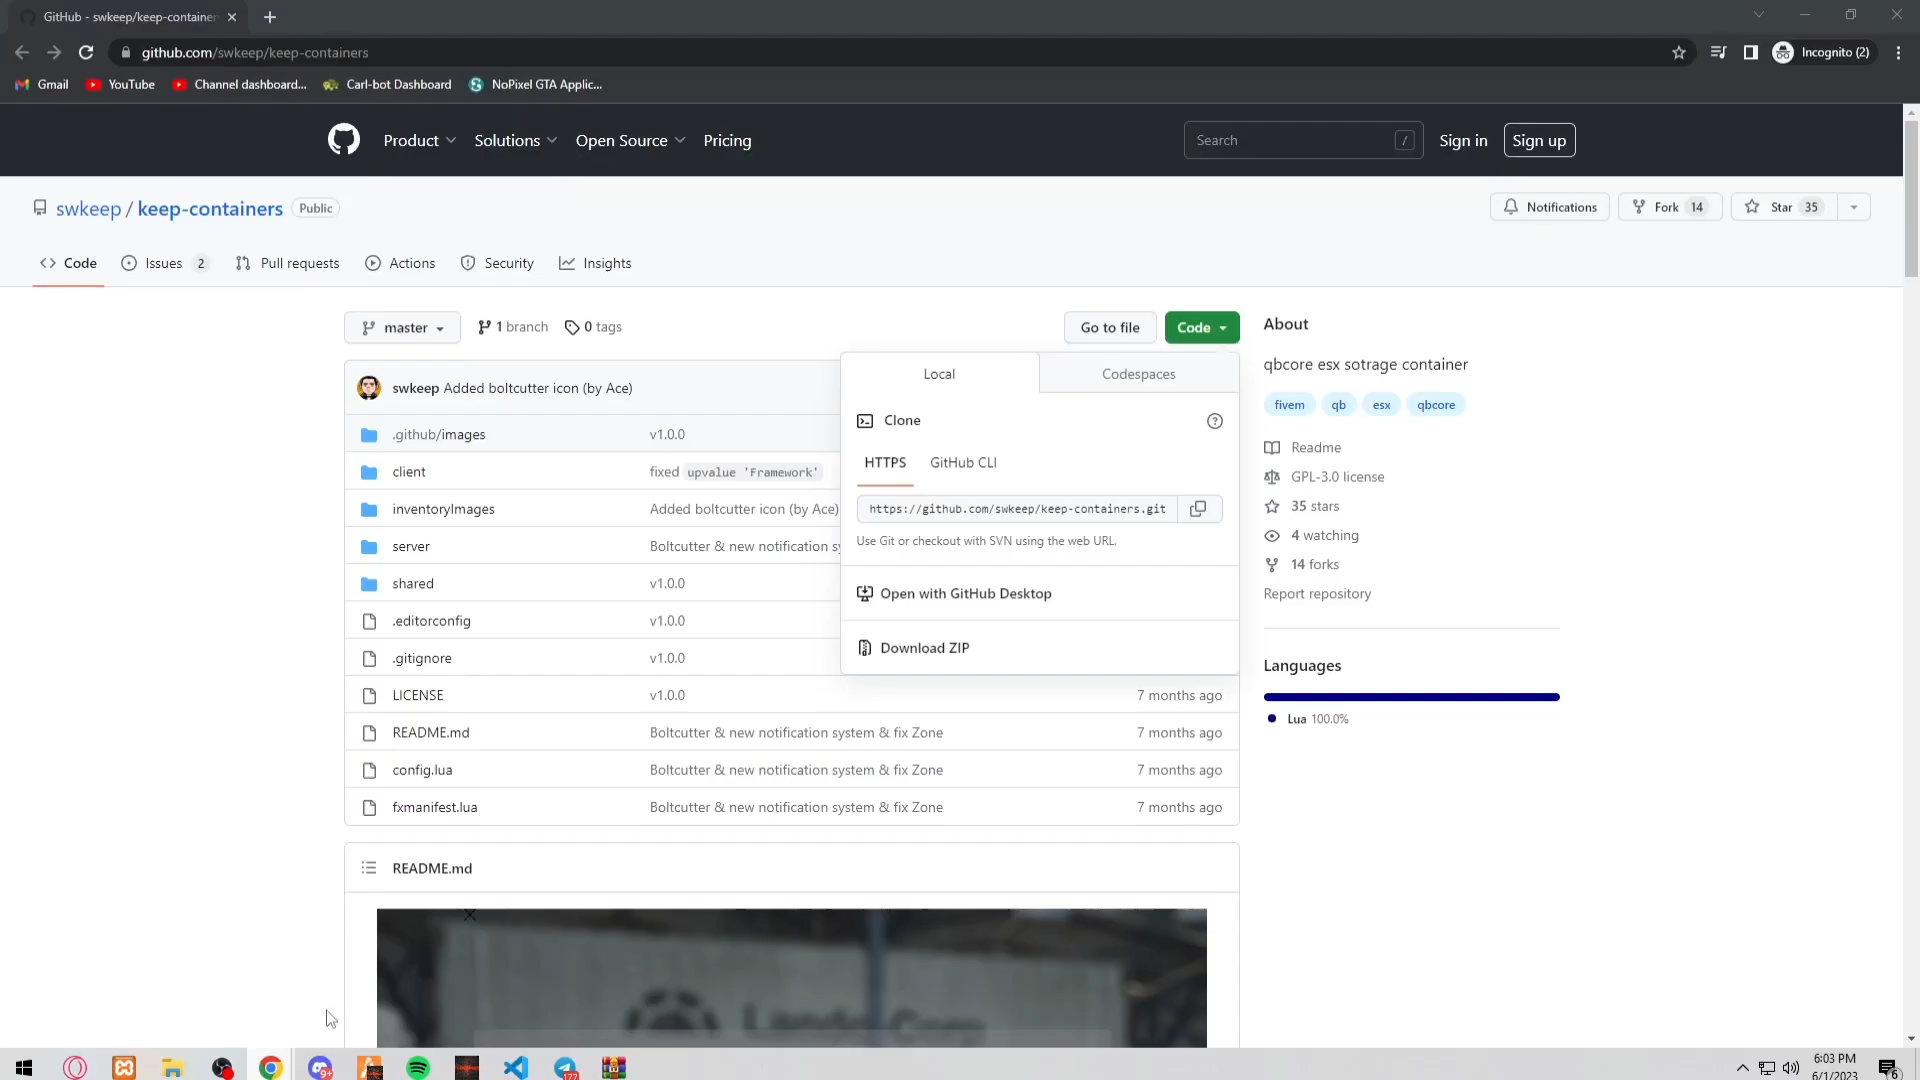 GitHub - swkeep/keep-container
github.com/swkeep/keep-containers
Incognito (2)
Gmail
YouTube
Channel dashboard...
Carl-bot Dashboard
NoPixel GTA Applic...
Product
Solutions
Open Source
Pricing
Search
/
Sign in
Sign up
swkeep / keep-containers
Public
Notifications
Fork 14
Star 35
Code
Issues 2
Pull requests
Actions
Security
Insights
master
1 branch
0 tags
Go to file
Code
swkeep Added boltcutter icon (by Ace)
.github/images
v1.0.0
client
fixed upvalue 'Framework'
inventoryImages
Added boltcutter icon (by Ace)
server
Boltcutter & new notification sy
shared
v1.0.0
.editorconfig
v1.0.0
.gitignore
v1.0.0
LICENSE
v1.0.0
7 months ago
README.md
Boltcutter & new notification system & fix Zone
7 months ago
config.lua
Boltcutter & new notification system & fix Zone
7 months ago
fxmanifest.lua
Boltcutter & new notification system & fix Zone
7 months ago
Local
Codespaces
Clone
HTTPS
GitHub CLI
https://github.com/swkeep/keep-containers.git
Use Git or checkout with SVN using the web URL.
Open with GitHub Desktop
Download ZIP
About
qbcore esx sotrage container
fivem
qb
esx
qbcore
Readme
GPL-3.0 license
35 stars
4 watching
14 forks
Report repository
Languages
Lua 100.0%
README.md
Lando Corp
9+
177
6:03 PM
6/1/2023
6